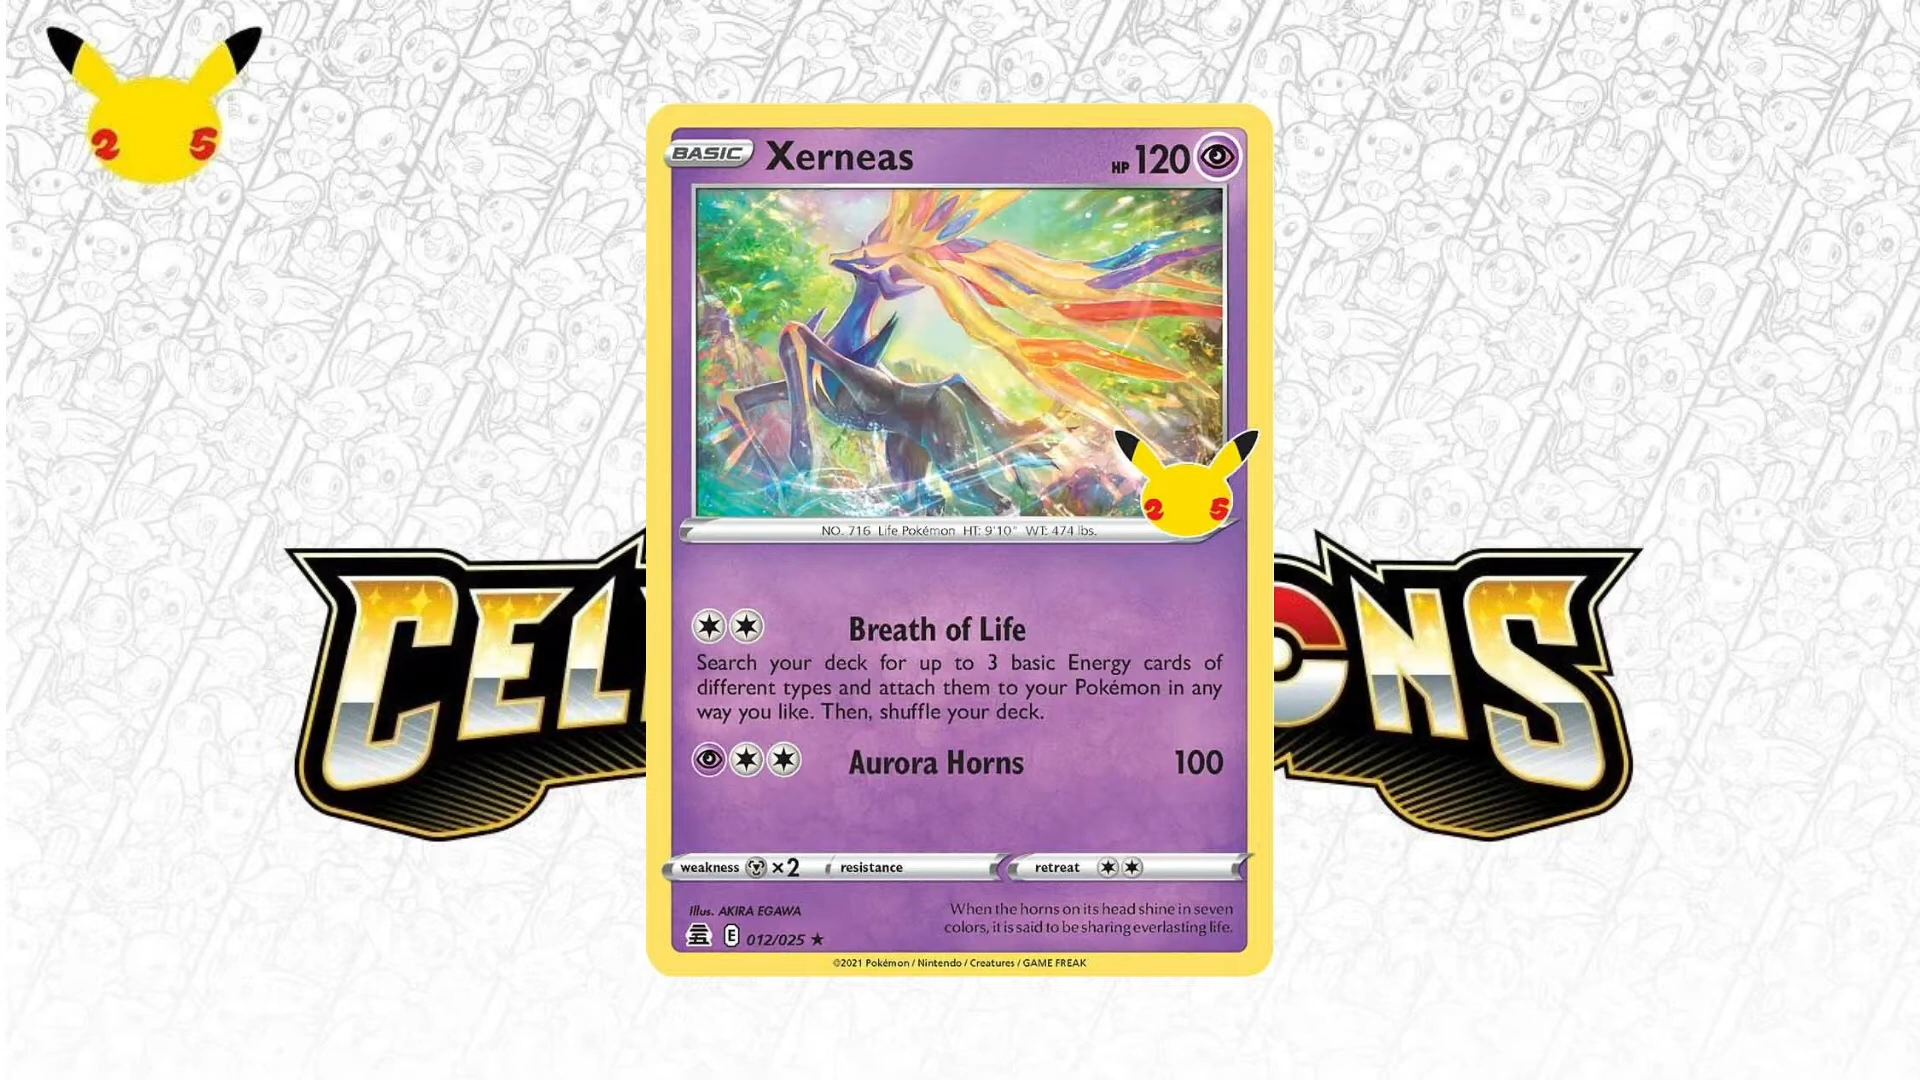 2 5
BASIC Xerneas HP 120
2 5
NO. 716 Life Pokémon HT: 9'10" WT: 474 lbs.
Breath of Life
Search your deck for up to 3 basic Energy cards of
different types and attach them to your Pokémon in any
way you like. Then, shuffle your deck.
Aurora Horns 100
weakness ×2 resistance retreat
Illus. AKIRA EGAWA
When the horns on its head shine in seven
colors, it is said to be sharing everlasting life.
E 012/025 ★
©2021 Pokémon / Nintendo / Creatures / GAME FREAK